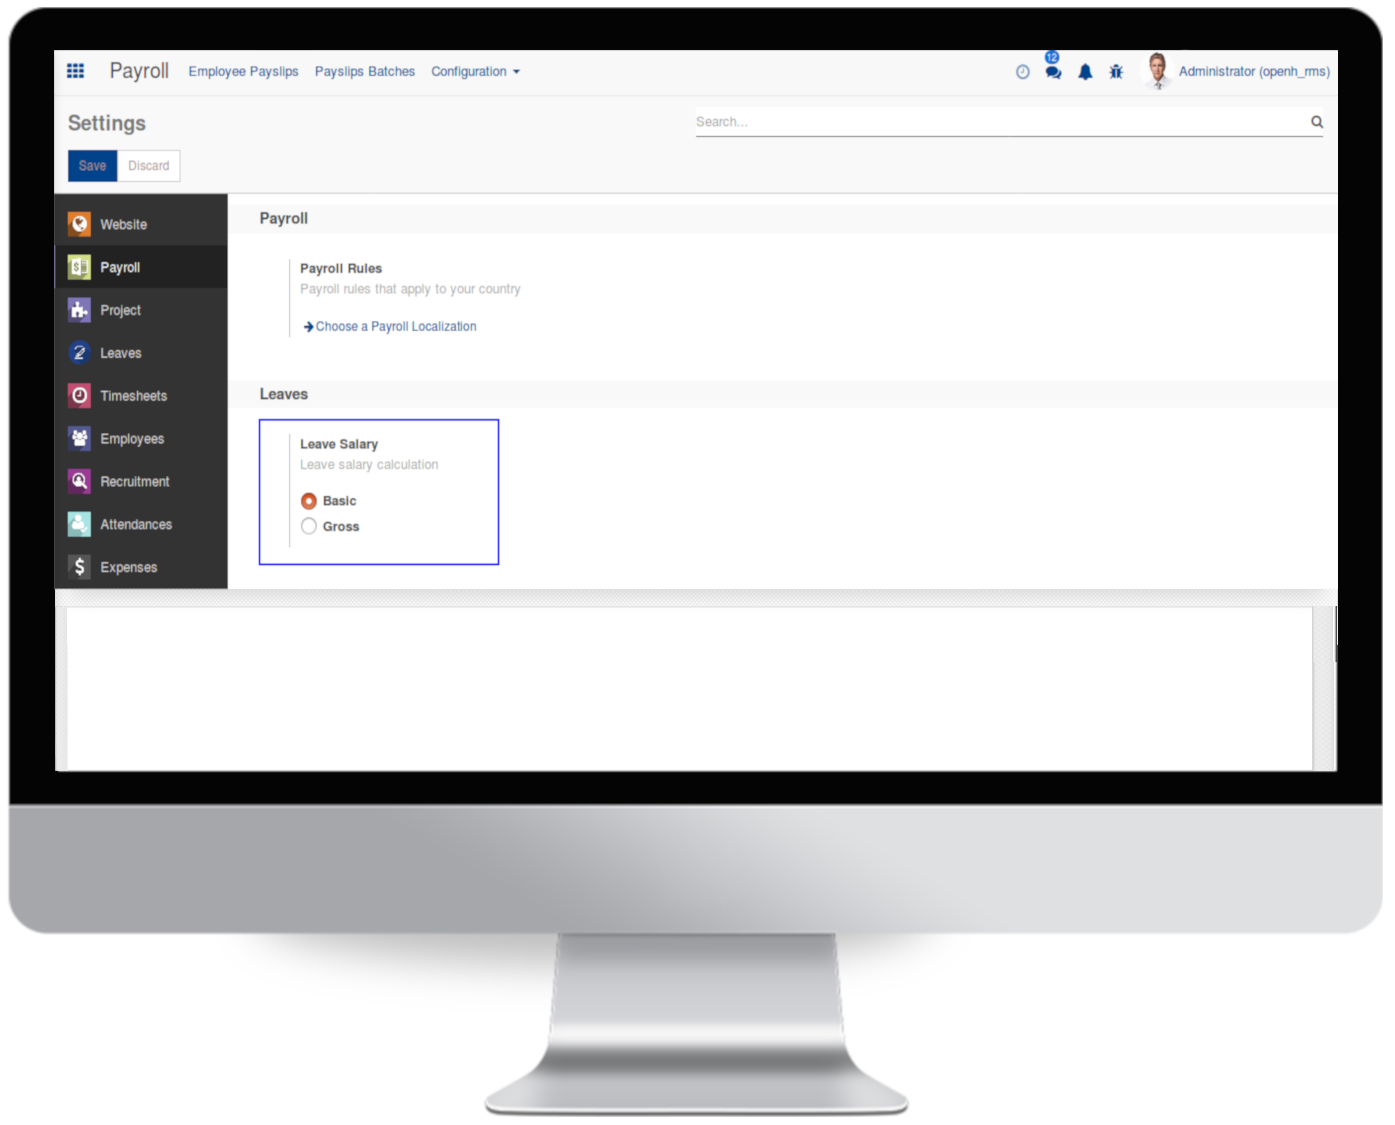 Payroll Employee Payslips Payslips Batches Configuration 12 Administrator (openh_rms)
Settings Search...
Save Discard
Website
Payroll
Project
Leaves
Timesheets
Employees
Recruitment
Attendances
Expenses
Payroll
Payroll Rules
Payroll rules that apply to your country
Choose a Payroll Localization
Leaves
Leave Salary
Leave salary calculation
Basic
Gross